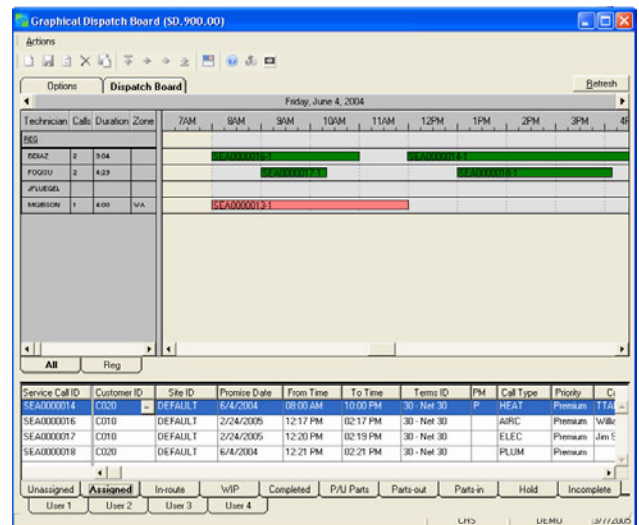 Graphical Dispatch Board (SD.900.00)
Actions
Options Dispatch Board Refresh
Friday, June 4, 2004
Technician Calls Duration Zone 7AM 8AM 9AM 10AM 11AM 12PM 1PM 2PM 3PM
REG
BDIAZ 2 9:04 SEA0000016-1 SEA0000014-1
FOGISU 2 4:23 SEA0000017-1 SEA0000018-1
JFLUEGEL
MGIBSON 1 4:00 WA SEA0000013-1
All Reg
Service Call ID Customer ID Site ID Promise Date From Time To Time Terms ID PM Call Type Priority
SEA0000014 C020 DEFAULT 6/4/2004 08:00 AM 10:00 PM 30 - Net 30 P HEAT Premium
SEA0000016 C010 DEFAULT 2/24/2005 12:17 PM 02:17 PM 30 - Net 30 AIRC Premium
SEA0000017 C010 DEFAULT 2/24/2005 12:20 PM 02:19 PM 30 - Net 30 ELEC Premium Jim S
SEA0000018 C020 DEFAULT 6/4/2004 12:21 PM 02:21 PM 30 - Net 30 PLUM Premium
Unassigned Assigned In-route WIP Completed P/U Parts Parts-out Parts-in Hold Incomplete
User 1 User 2 User 3 User 4